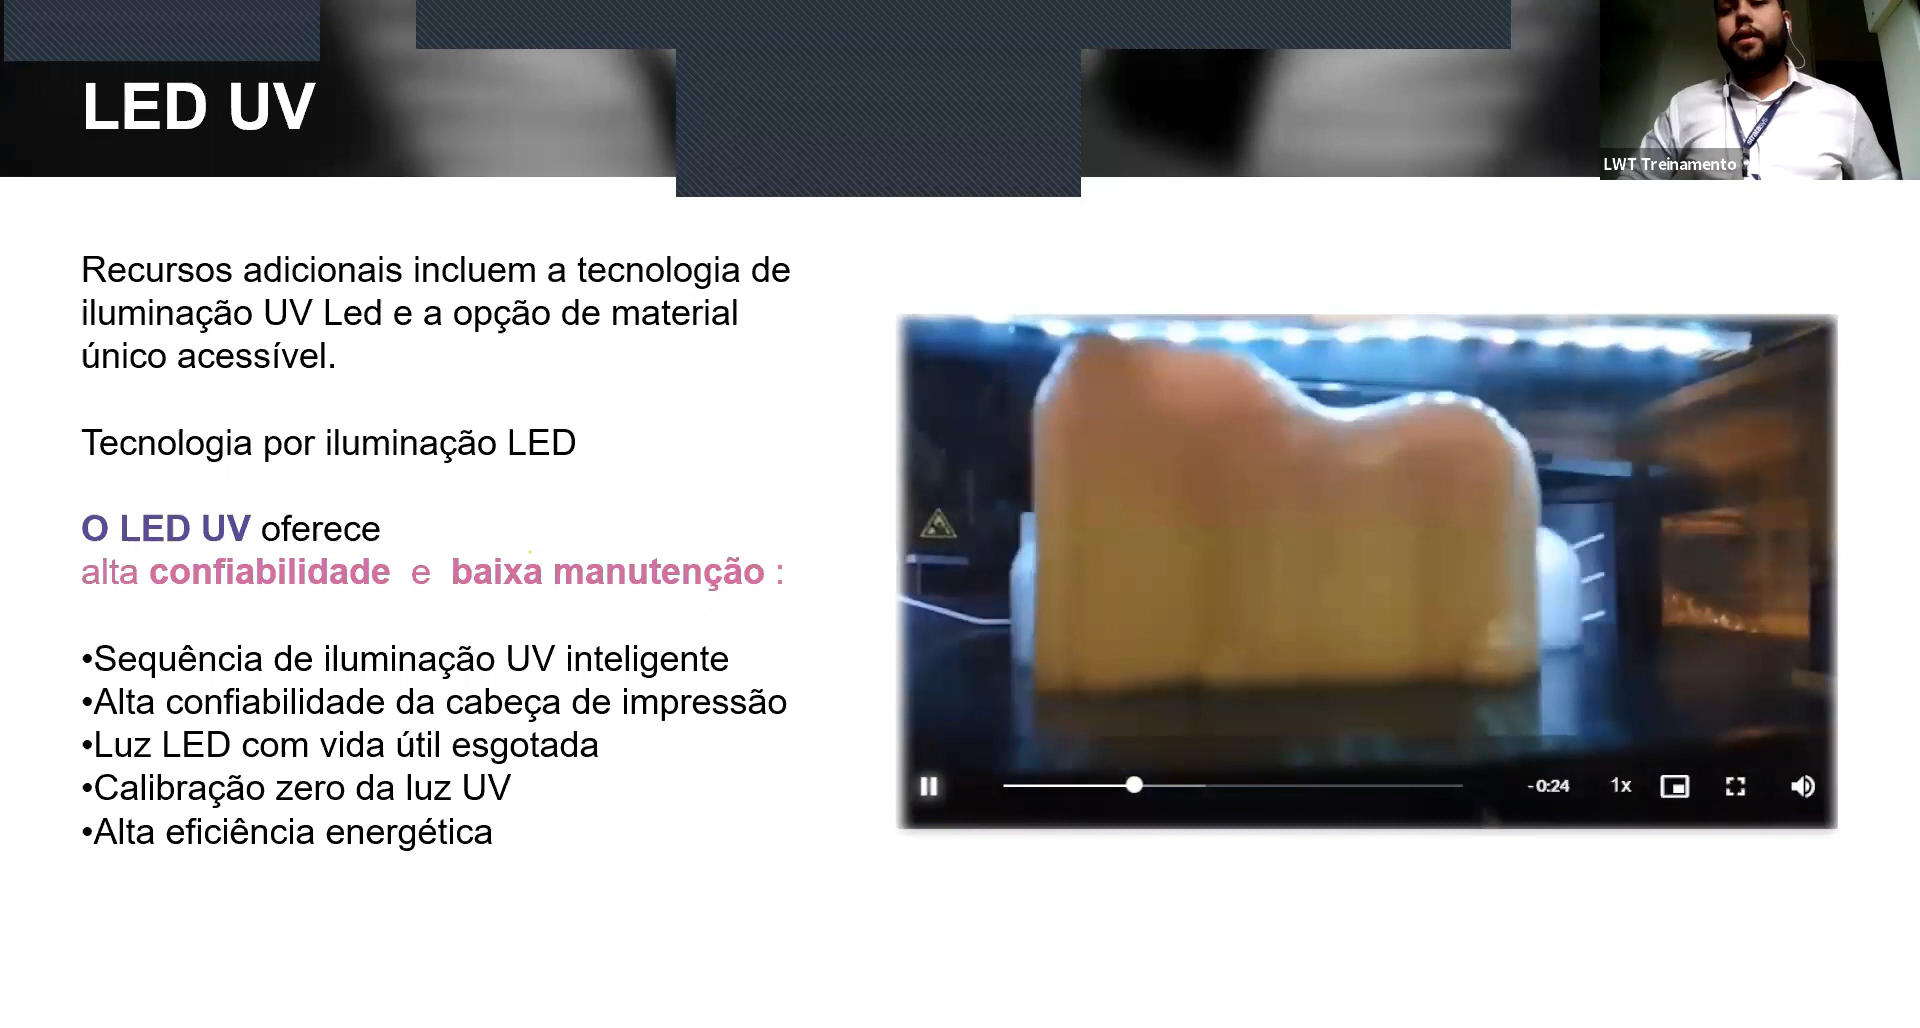 LED UV
LWT Treinamento
Recursos adicionais incluem a tecnologia de
iluminação UV Led e a opção de material
único acessível.
Tecnologia por iluminação LED
O LED UV oferece
alta confiabilidade e baixa manutenção :
•Sequência de iluminação UV inteligente
•Alta confiabilidade da cabeça de impressão
•Luz LED com vida útil esgotada
•Calibração zero da luz UV
•Alta eficiência energética
-0:24
1x